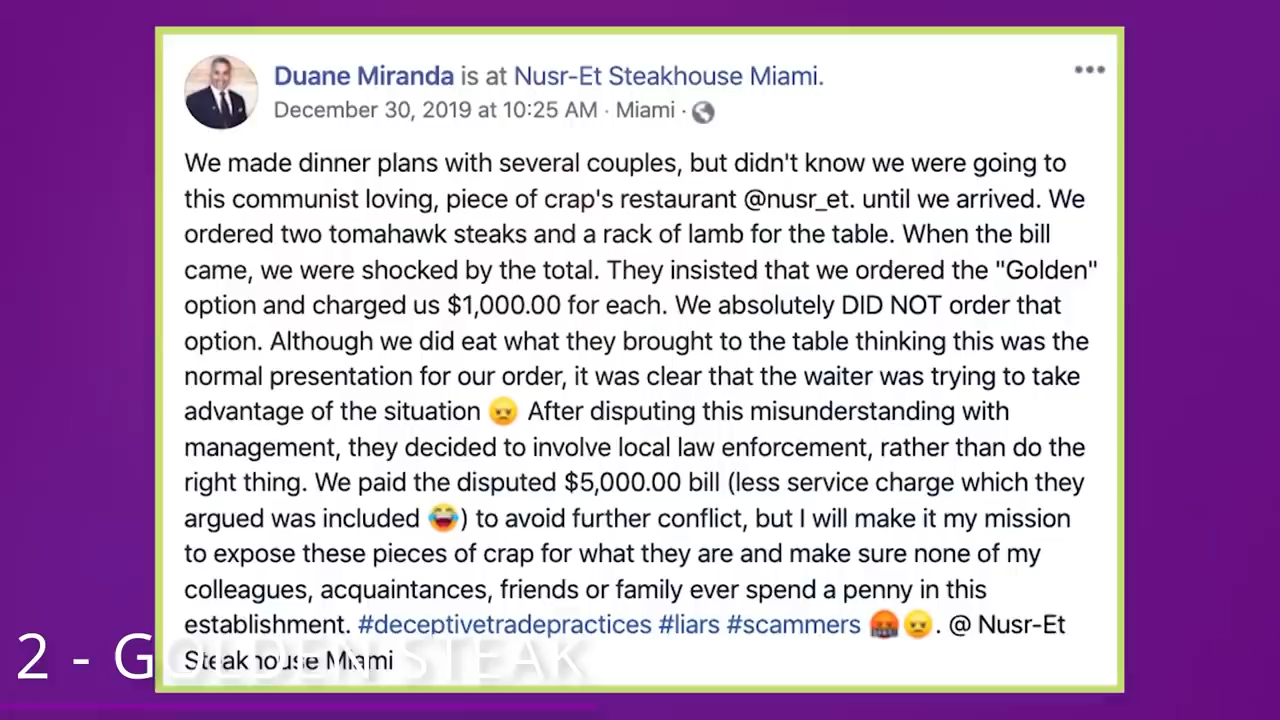 Duane Miranda is at Nusr-Et Steakhouse Miami.
December 30, 2019 at 10:25 AM · Miami ·
We made dinner plans with several couples, but didn't know we were going to
this communist loving, piece of crap's restaurant @nusr_et. until we arrived. We
ordered two tomahawk steaks and a rack of lamb for the table. When the bill
came, we were shocked by the total. They insisted that we ordered the "Golden"
option and charged us $1,000.00 for each. We absolutely DID NOT order that
option. Although we did eat what they brought to the table thinking this was the
normal presentation for our order, it was clear that the waiter was trying to take
advantage of the situation 😠 After disputing this misunderstanding with
management, they decided to involve local law enforcement, rather than do the
right thing. We paid the disputed $5,000.00 bill (less service charge which they
argued was included 😂) to avoid further conflict, but I will make it my mission
to expose these pieces of crap for what they are and make sure none of my
colleagues, acquaintances, friends or family ever spend a penny in this
establishment. #deceptivetradepractices #liars #scammers 🤬😠. @ Nusr-Et
Steakhouse Miami
2 - GOLDEN STEAK